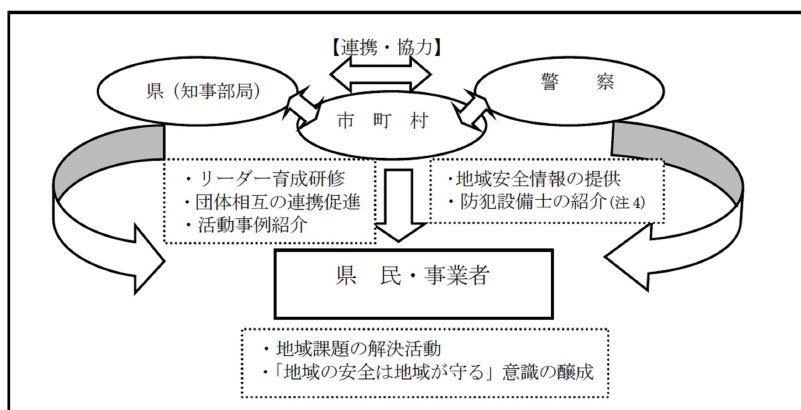 【連携・協力】
県（知事部局）
警　察
市　町　村
・リーダー育成研修
・団体相互の連携促進
・活動事例紹介
・地域安全情報の提供
・防犯設備士の紹介(注4)
県　民・事業者
・地域課題の解決活動
・「地域の安全は地域が守る」意識の醸成